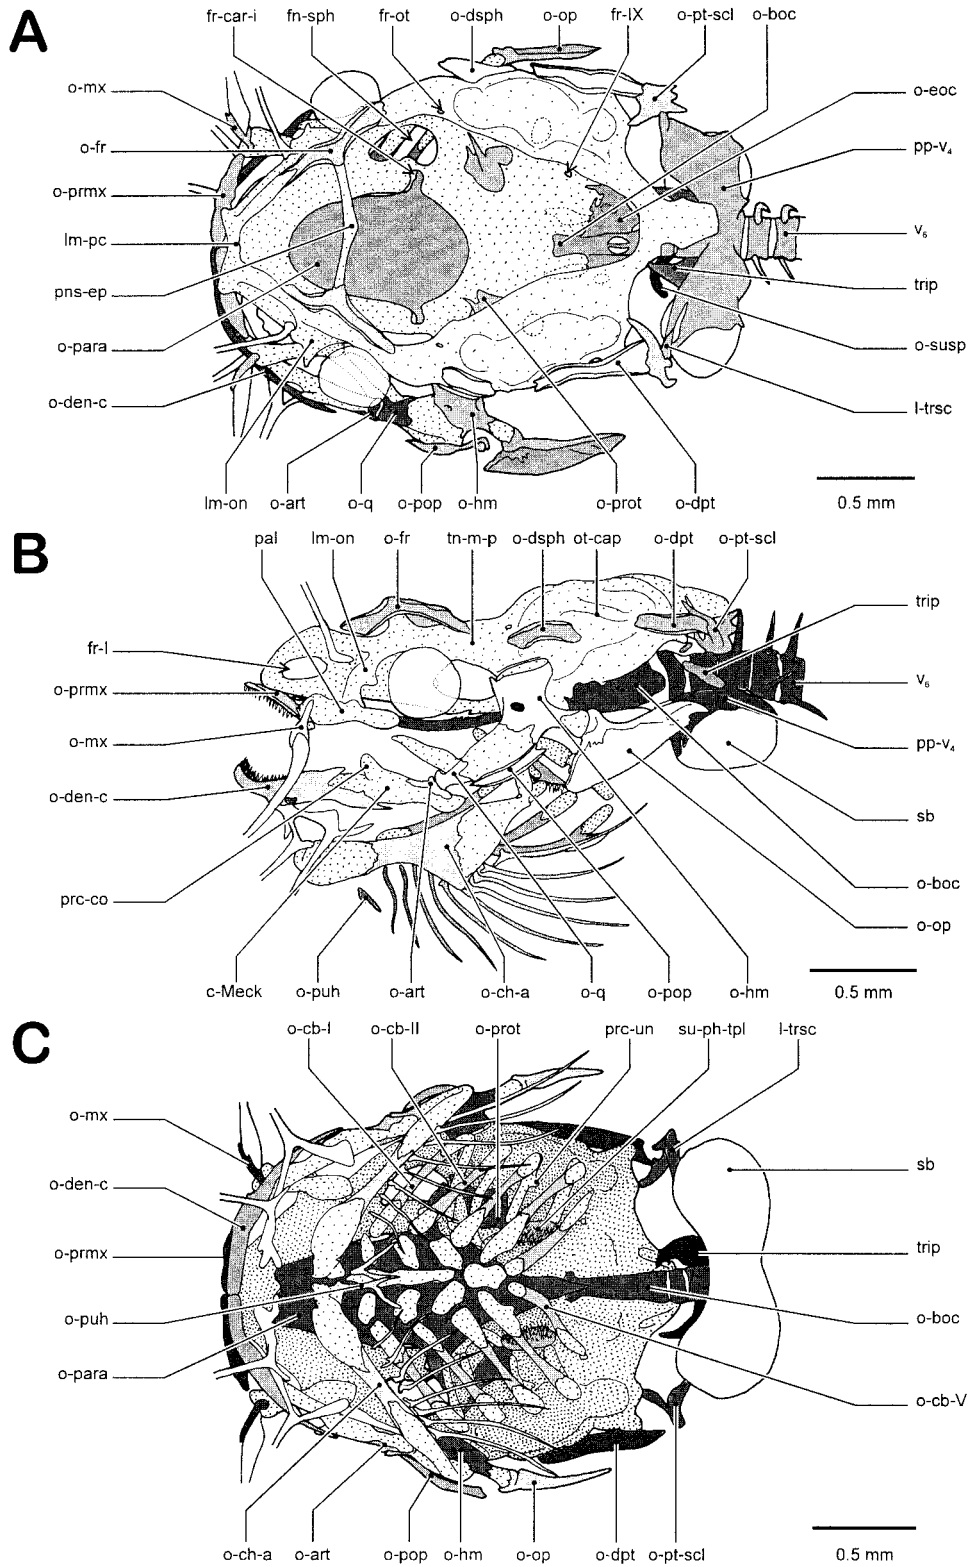 A
fr-car-i fn-sph fr-ot o-dsph o-op fr-IX o-pt-scl o-boc
o-mx
o-fr
o-prmx
lm-pc
pns-ep
o-para
o-den-c
o-eoc
pp-v₄
v₆
trip
o-susp
l-trsc
lm-on o-art o-q o-pop o-hm o-prot o-dpt
0.5 mm
B
pal lm-on o-fr tn-m-p o-dsph ot-cap o-dpt o-pt-scl
fr-I
o-prmx
o-mx
o-den-c
prc-co
trip
v₆
pp-v₄
sb
o-boc
o-op
c-Meck o-puh o-art o-ch-a o-q o-pop o-hm
0.5 mm
C
o-cb-I o-cb-II o-prot prc-un su-ph-tpl l-trsc
o-mx
o-den-c
o-prmx
o-puh
o-para
sb
trip
o-boc
o-cb-V
o-ch-a o-art o-pop o-hm o-op o-dpt o-pt-scl
0.5 mm